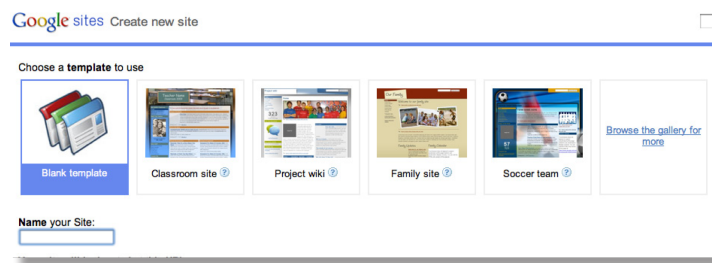 Google sites Create new site
Choose a template to use
Blank template
Classroom site ?
Project wiki ?
Family site ?
Soccer team ?
Browse the gallery for
more
Name your Site: